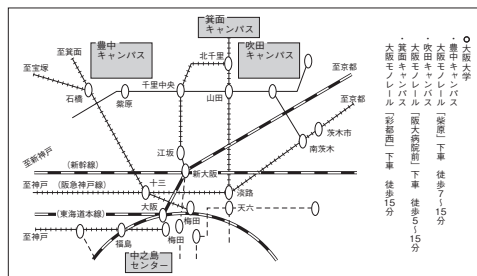 ○大阪大学
・豊中キャンパス
大阪モノレール「柴原」下車 徒歩7～15分
・吹田キャンパス
大阪モノレール「阪大病院前」下車 徒歩5～15分
・箕面キャンパス
大阪モノレール「彩都西」下車 徒歩15分
箕面
キャンパス
豊中
キャンパス
吹田
キャンパス
至箕面
至宝塚
北千里
至京都
石橋
柴原
千里中央
山田
至京都
茨木市
南茨木
江坂
至新神戸
(新幹線)
新大阪
至神戸
(阪急神戸線)
十三
淡路
大阪
(東海道本線)
梅田
天六
至神戸
福島
梅田
梅田
中之島
センター